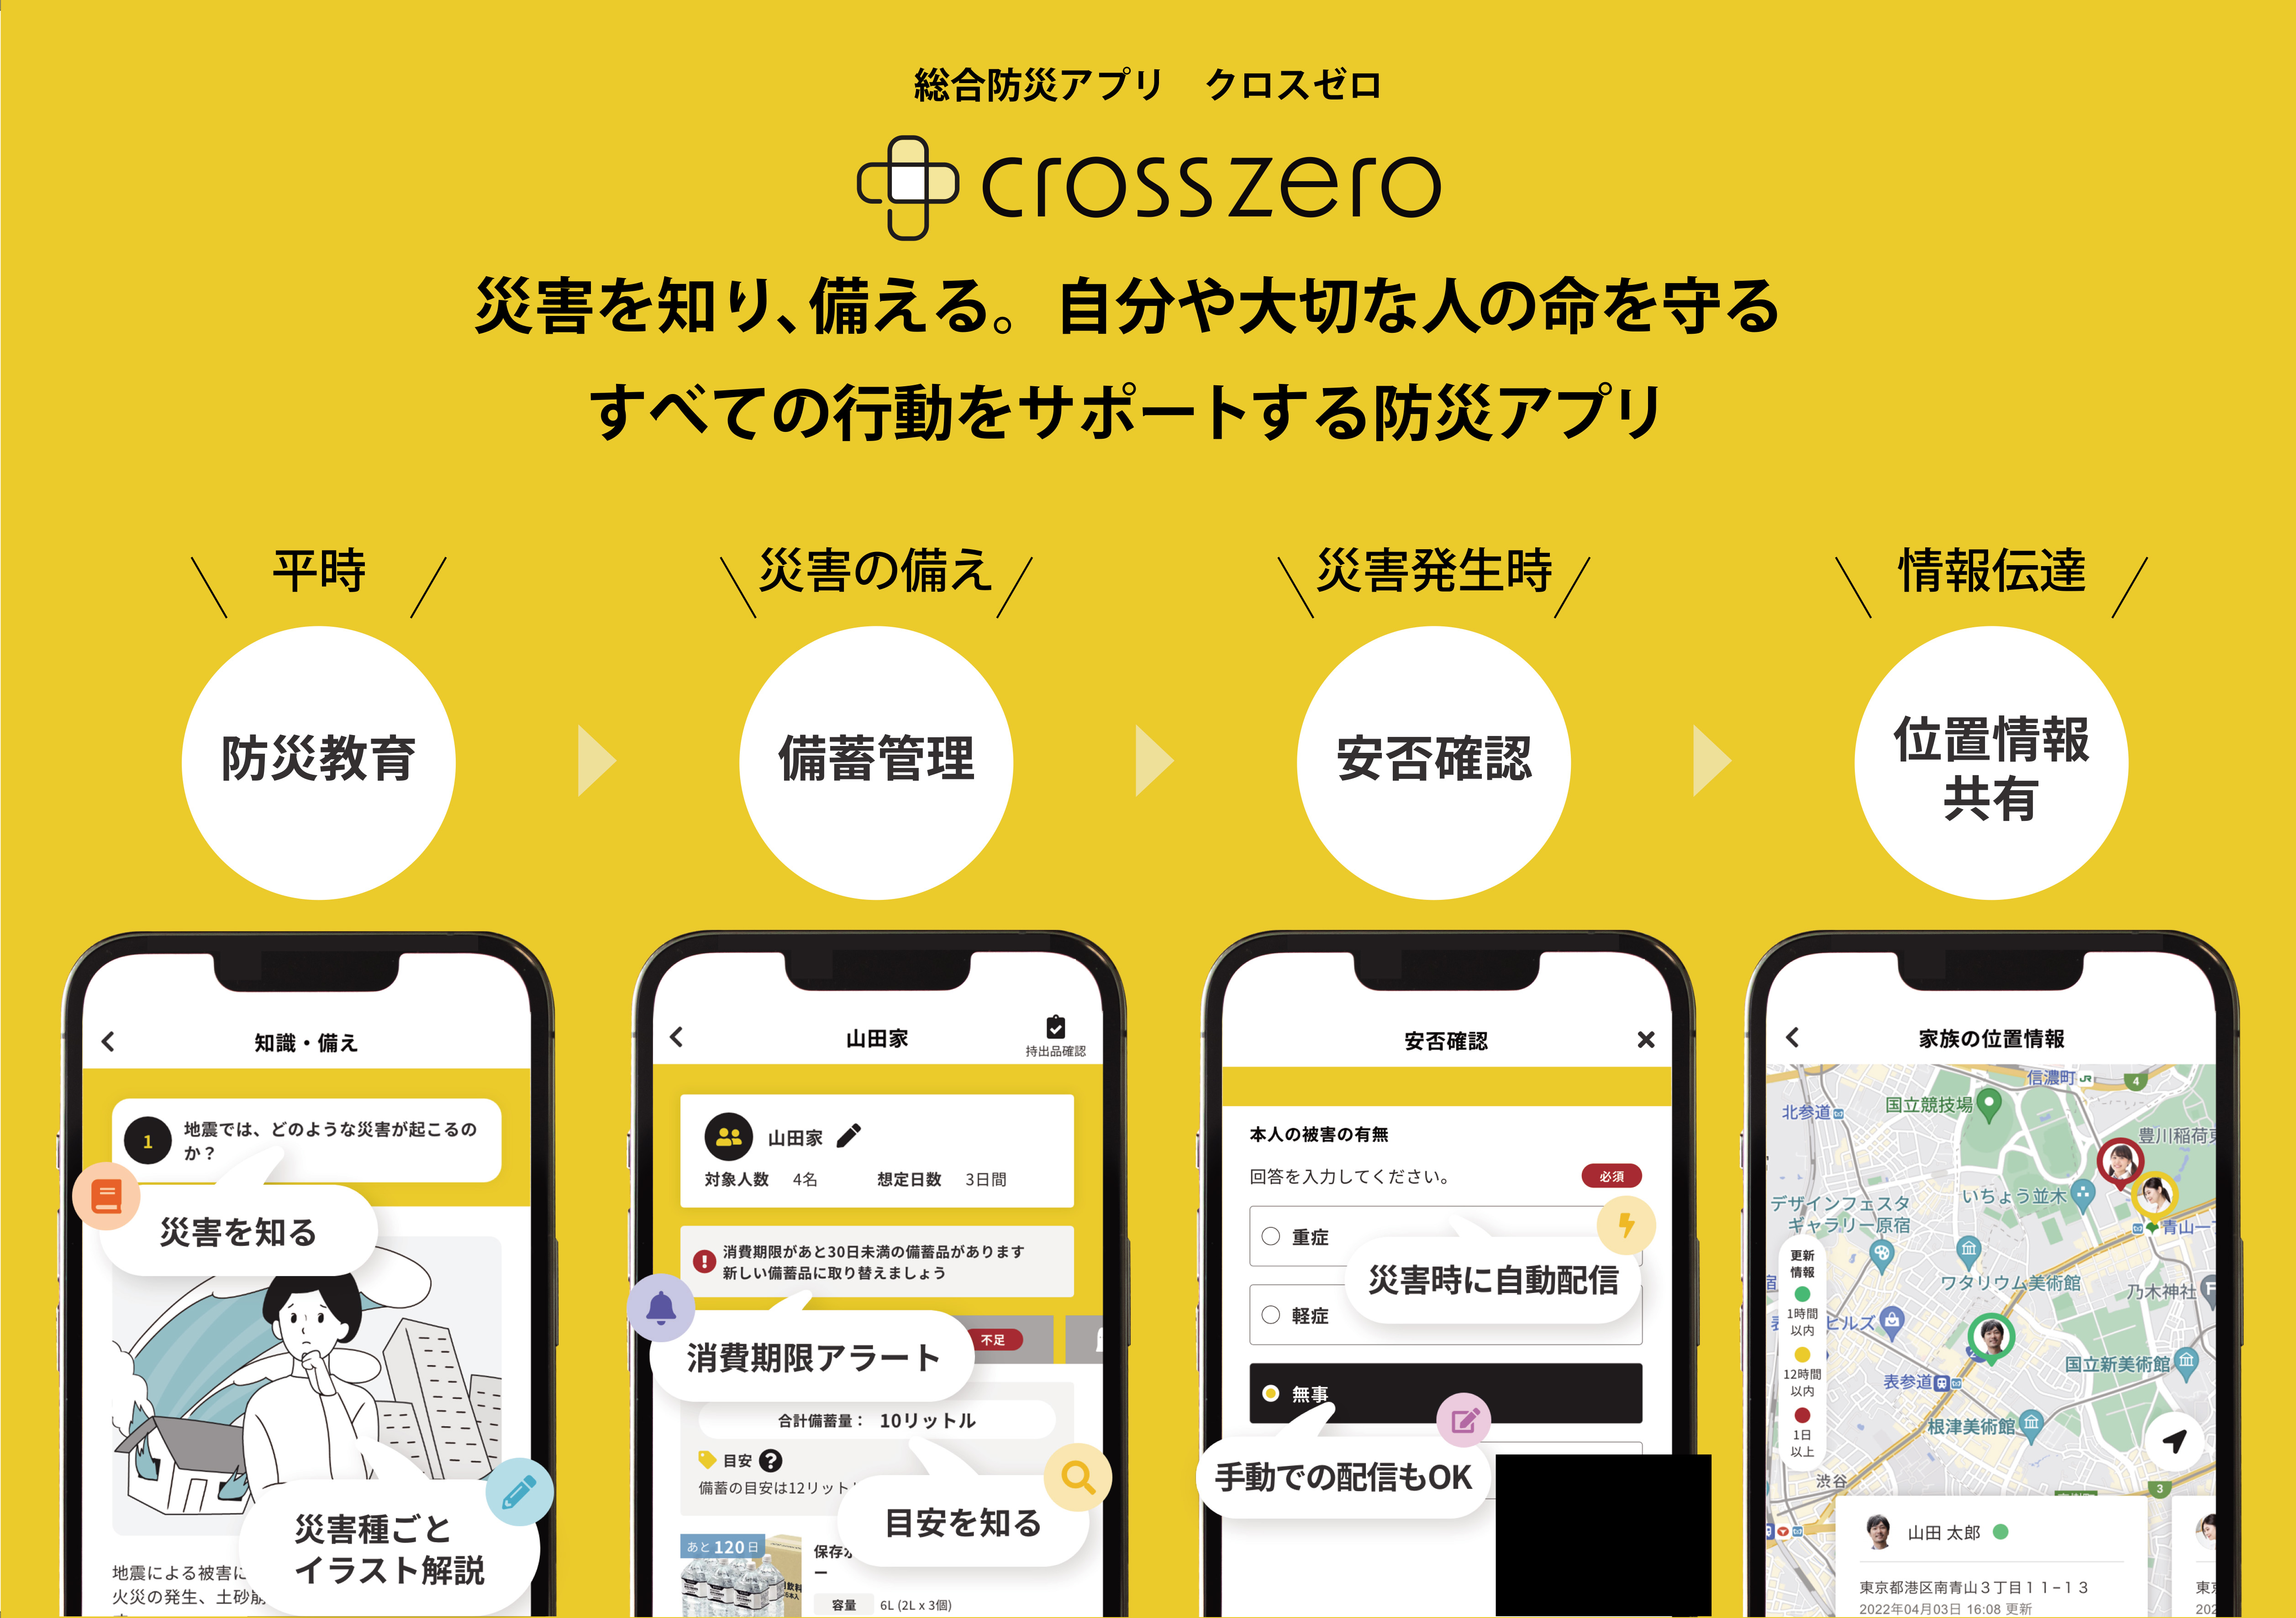 総合防災アプリ　クロスゼロ
crosszero
災害を知り、備える。自分や大切な人の命を守る
すべての行動をサポートする防災アプリ
平時
防災教育
災害の備え
備蓄管理
災害発生時
安否確認
情報伝達
位置情報
共有
知識・備え
1
地震では、どのような災害が起こるの
か？
災害を知る
災害種ごと
イラスト解説
地震による被害に
火災の発生、土砂崩
山田家
持出品確認
山田家
対象人数 4名 想定日数 3日間
消費期限があと30日未満の備蓄品があります
新しい備蓄品に取り替えましょう
消費期限アラート
不足
合計備蓄量： 10リットル
目安
備蓄の目安は12リット
目安を知る
あと120日
保存
ー
容量 6L (2L x 3個)
安否確認
本人の被害の有無
回答を入力してください。
必須
重症
災害時に自動配信
軽症
無事
手動での配信もOK
家族の位置情報
信濃町 JR
4
北参道
国立競技場
豊川稲荷東
いちょう並木
デザインフェスタ
ギャラリー原宿
青山一
更新
情報
1時間
以内
12時間
以内
1日
以上
ワタリウム美術館
乃木神社
ヒルズ
国立新美術館
表参道
根津美術館
渋谷
3
山田 太郎
東京都港区南青山３丁目１１−１３
2022年04月03日 16:08 更新
東
202